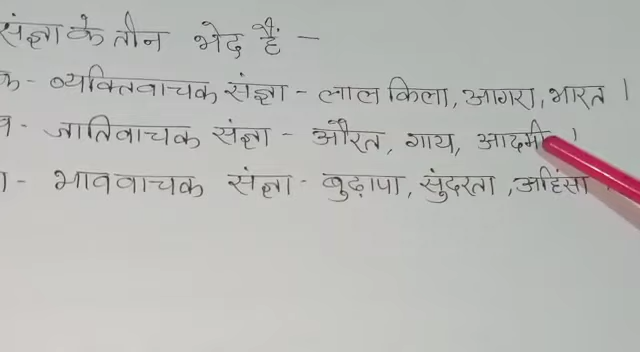 संज्ञा के तीन भेद हैं -
क - व्यक्तिवाचक संज्ञा - लाल किला, आगरा, भारत ।
- जातिवाचक संज्ञा - औरत, गाय, आदमी ।
- भाववाचक संज्ञा - बुढ़ापा, सुंदरता, अहिंसा ।